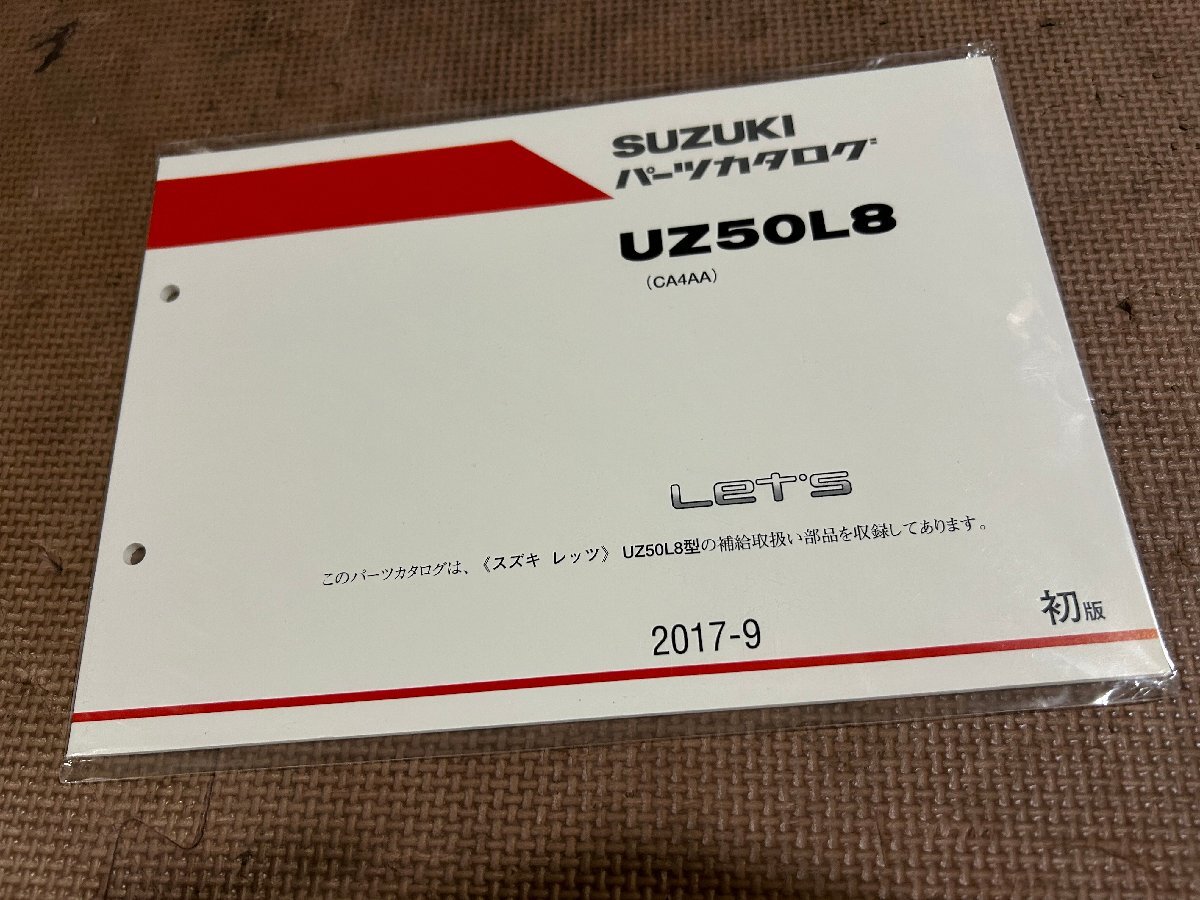 SUZUKI
パーツカタログ
UZ50L8
(CA4AA)
Let's
このパーツカタログは、《スズキ レッツ》 UZ50L8型の補給取扱い部品を収録してあります。
2017-9
初版